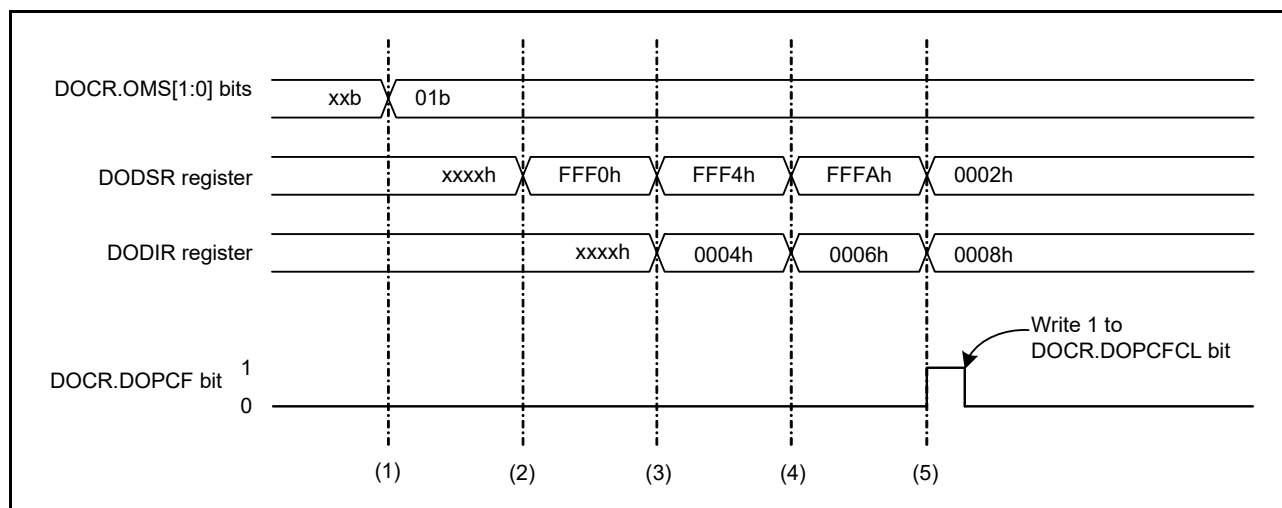 DOCR.OMS[1:0] bits
xxb
01b
DODSR register
xxxxh
FFF0h
FFF4h
FFFAh
0002h
DODIR register
xxxxh
0004h
0006h
0008h
Write 1 to
DOCR.DOPCFCL bit
DOCR.DOPCF bit
1
0
(1)
(2)
(3)
(4)
(5)